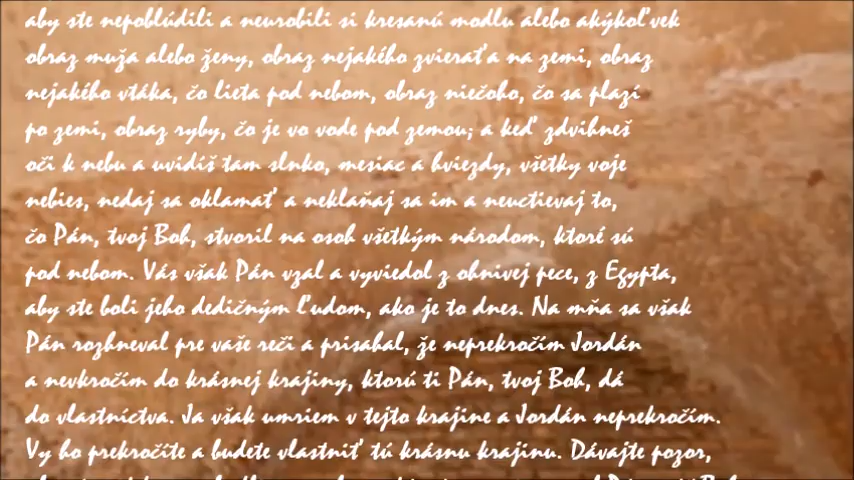 aby ste nepoblúdili a neurobili si kresanú modlu alebo akýkoľvek
obraz muža alebo ženy, obraz nejakého zvieraťa na zemi, obraz
nejakého vtáka, čo lieta pod nebom, obraz niečoho, čo sa plazí
po zemi, obraz ryby, čo je vo vode pod zemou; a keď zdvihneš
oči k nebu a uvidíš tam slnko, mesiac a hviezdy, všetky voje
nebies, nedaj sa oklamať a neklaňaj sa im a neuctievaj to,
čo Pán, tvoj Boh, stvoril na osoh všetkým národom, ktoré sú
pod nebom. Vás však Pán vzal a vyviedol z ohnivej pece, z Egypta,
aby ste boli jeho dedičným ľudom, ako je to dnes. Na mňa sa však
Pán rozhneval pre vaše reči a prisahal, že neprekročím Jordán
a nevkročím do krásnej krajiny, ktorú ti Pán, tvoj Boh, dá
do vlastníctva. Ja však umriem v tejto krajine a Jordán neprekročím.
Vy ho prekročíte a budete vlastniť tú krásnu krajinu. Dávajte pozor,